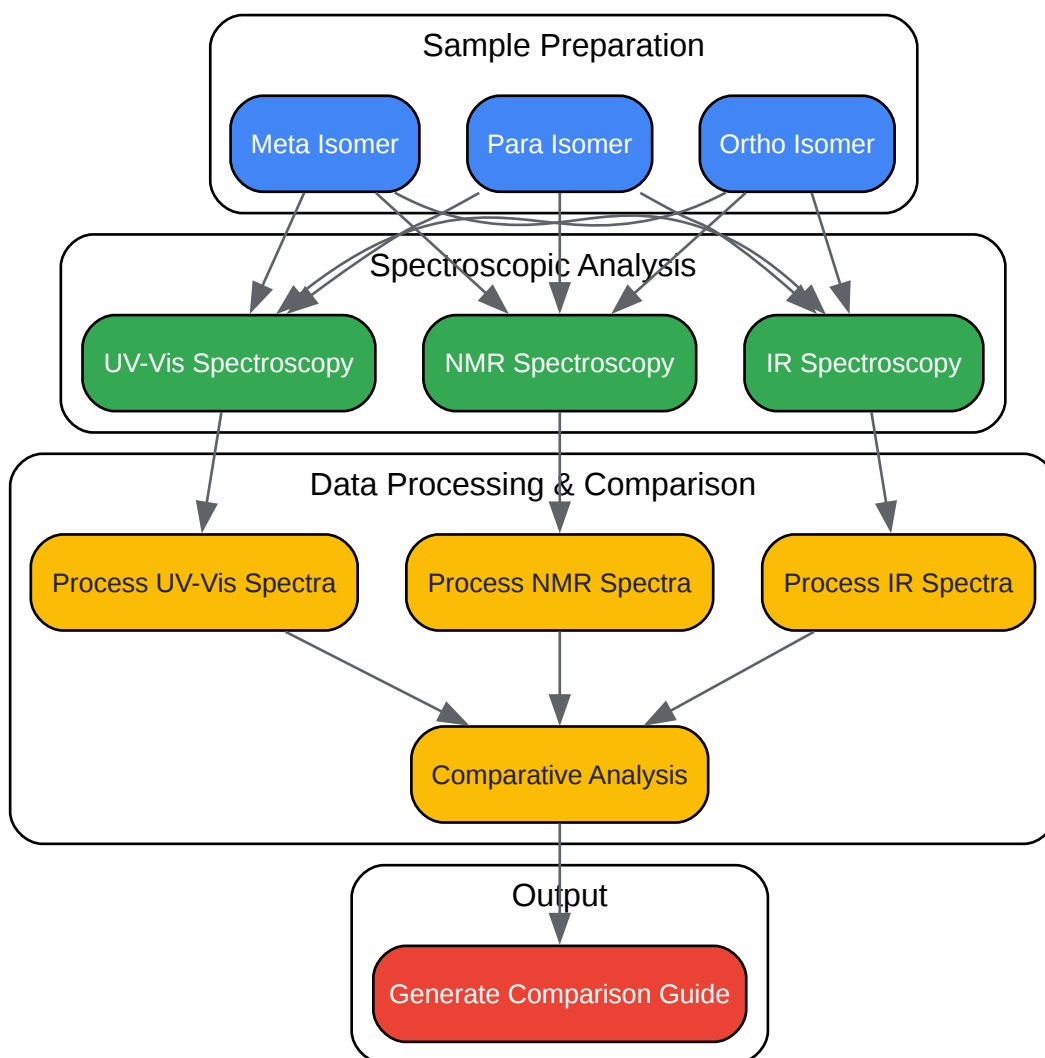 Sample Preparation
Meta Isomer
Para Isomer
Ortho Isomer
Spectroscopic Analysis
UV-Vis Spectroscopy
NMR Spectroscopy
IR Spectroscopy
Data Processing & Comparison
Process UV-Vis Spectra
Process NMR Spectra
Process IR Spectra
Comparative Analysis
Output
Generate Comparison Guide